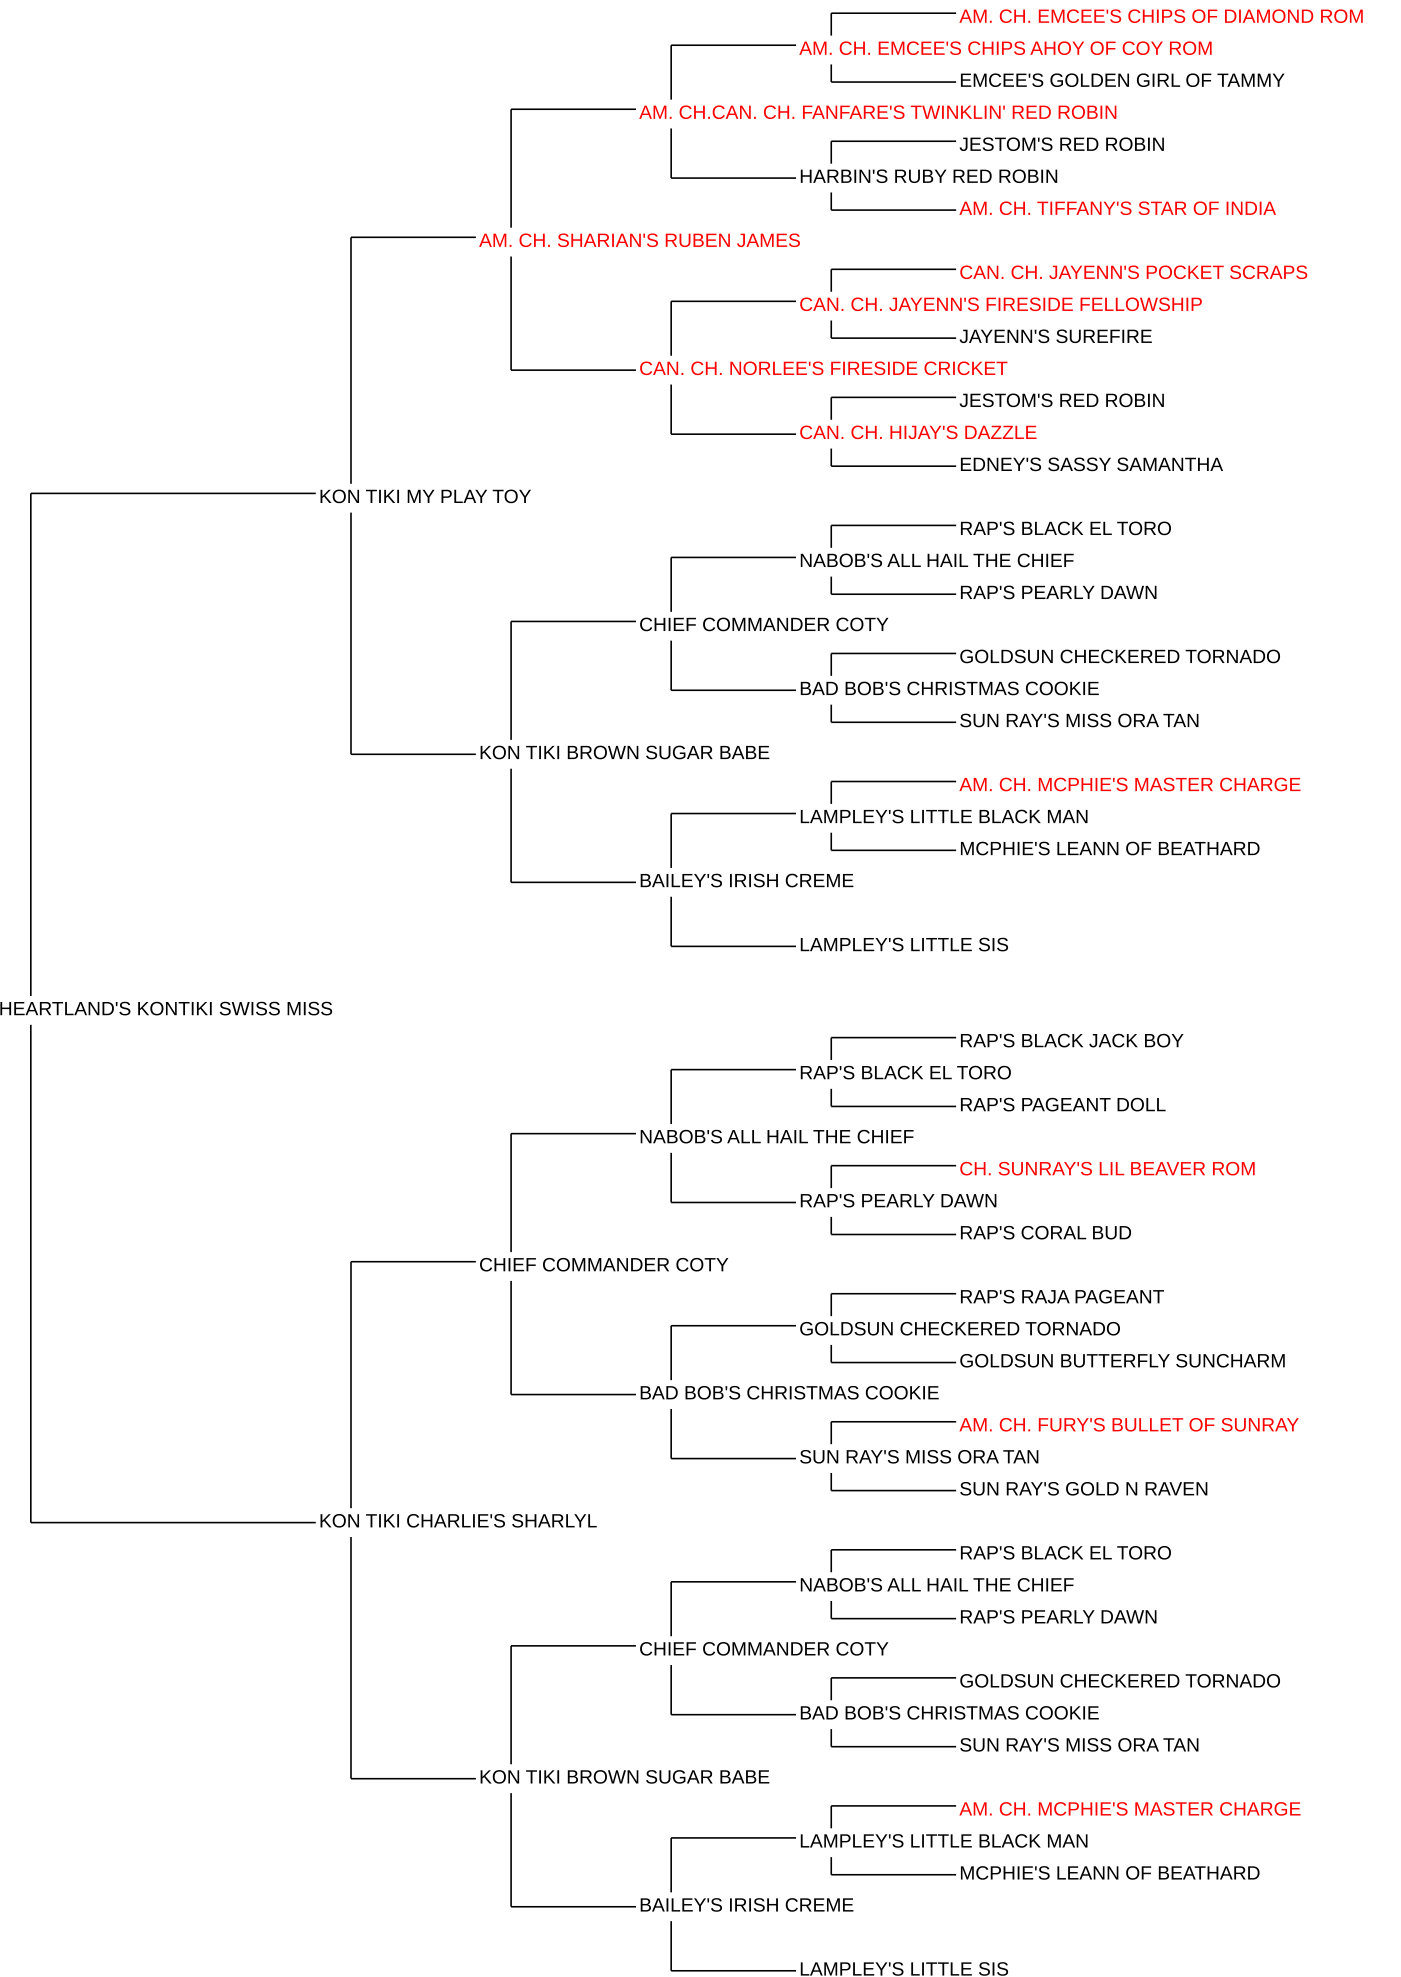 AM. CH. EMCEE'S CHIPS OF DIAMOND ROM
AM. CH. EMCEE'S CHIPS AHOY OF COY ROM
EMCEE'S GOLDEN GIRL OF TAMMY
AM. CH.CAN. CH. FANFARE'S TWINKLIN' RED ROBIN
JESTOM'S RED ROBIN
HARBIN'S RUBY RED ROBIN
AM. CH. TIFFANY'S STAR OF INDIA
AM. CH. SHARIAN'S RUBEN JAMES
CAN. CH. JAYENN'S POCKET SCRAPS
CAN. CH. JAYENN'S FIRESIDE FELLOWSHIP
JAYENN'S SUREFIRE
CAN. CH. NORLEE'S FIRESIDE CRICKET
JESTOM'S RED ROBIN
CAN. CH. HIJAY'S DAZZLE
EDNEY'S SASSY SAMANTHA
KON TIKI MY PLAY TOY
RAP'S BLACK EL TORO
NABOB'S ALL HAIL THE CHIEF
RAP'S PEARLY DAWN
CHIEF COMMANDER COTY
GOLDSUN CHECKERED TORNADO
BAD BOB'S CHRISTMAS COOKIE
SUN RAY'S MISS ORA TAN
KON TIKI BROWN SUGAR BABE
AM. CH. MCPHIE'S MASTER CHARGE
LAMPLEY'S LITTLE BLACK MAN
MCPHIE'S LEANN OF BEATHARD
BAILEY'S IRISH CREME
LAMPLEY'S LITTLE SIS
HEARTLAND'S KONTIKI SWISS MISS
RAP'S BLACK JACK BOY
RAP'S BLACK EL TORO
RAP'S PAGEANT DOLL
NABOB'S ALL HAIL THE CHIEF
CH. SUNRAY'S LIL BEAVER ROM
RAP'S PEARLY DAWN
RAP'S CORAL BUD
CHIEF COMMANDER COTY
RAP'S RAJA PAGEANT
GOLDSUN CHECKERED TORNADO
GOLDSUN BUTTERFLY SUNCHARM
BAD BOB'S CHRISTMAS COOKIE
AM. CH. FURY'S BULLET OF SUNRAY
SUN RAY'S MISS ORA TAN
SUN RAY'S GOLD N RAVEN
KON TIKI CHARLIE'S SHARLYL
RAP'S BLACK EL TORO
NABOB'S ALL HAIL THE CHIEF
RAP'S PEARLY DAWN
CHIEF COMMANDER COTY
GOLDSUN CHECKERED TORNADO
BAD BOB'S CHRISTMAS COOKIE
SUN RAY'S MISS ORA TAN
KON TIKI BROWN SUGAR BABE
AM. CH. MCPHIE'S MASTER CHARGE
LAMPLEY'S LITTLE BLACK MAN
MCPHIE'S LEANN OF BEATHARD
BAILEY'S IRISH CREME
LAMPLEY'S LITTLE SIS